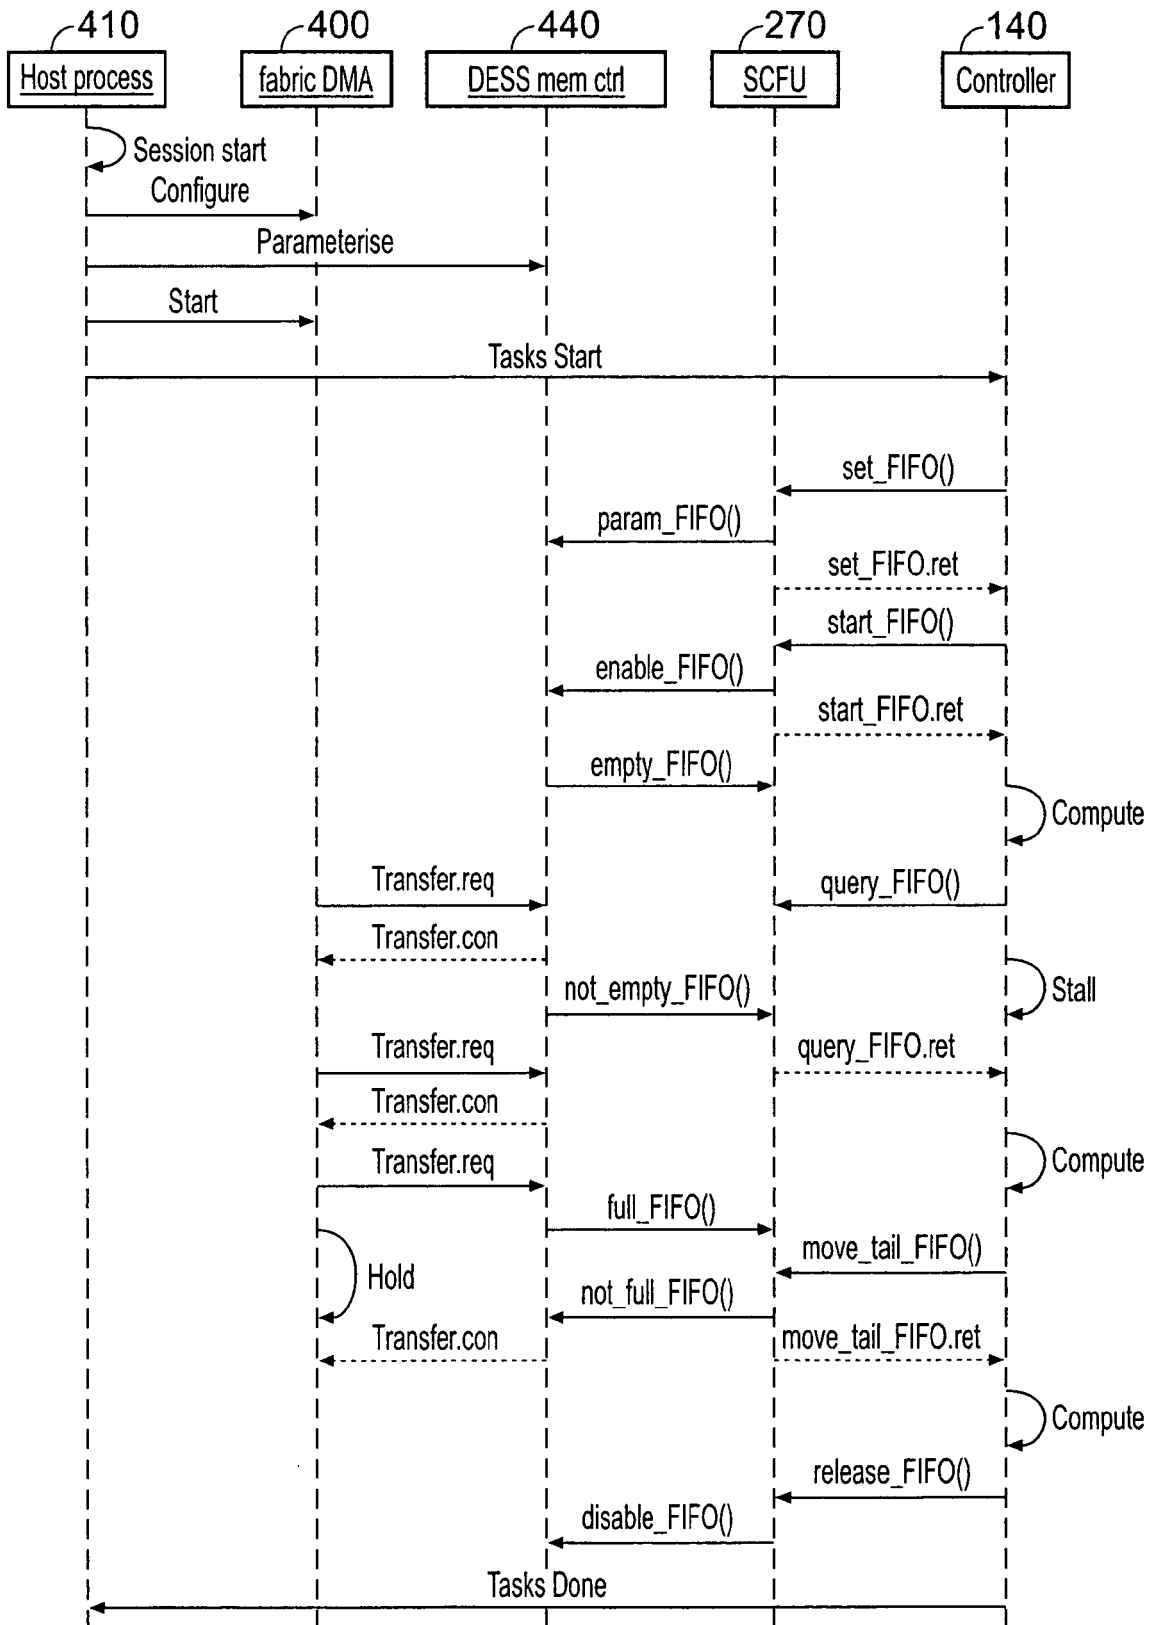 410
400
440
270
140
Host process
fabric DMA
DESS mem ctrl
SCFU
Controller
Session start
Configure
Parameterise
Start
Tasks Start
set_FIFO()
param_FIFO()
set_FIFO.ret
start_FIFO()
enable_FIFO()
start_FIFO.ret
empty_FIFO()
Compute
Transfer.req
query_FIFO()
Transfer.con
not_empty_FIFO()
Stall
Transfer.req
query_FIFO.ret
Transfer.con
Transfer.req
Compute
full_FIFO()
move_tail_FIFO()
Hold
not_full_FIFO()
Transfer.con
move_tail_FIFO.ret
Compute
release_FIFO()
disable_FIFO()
Tasks Done